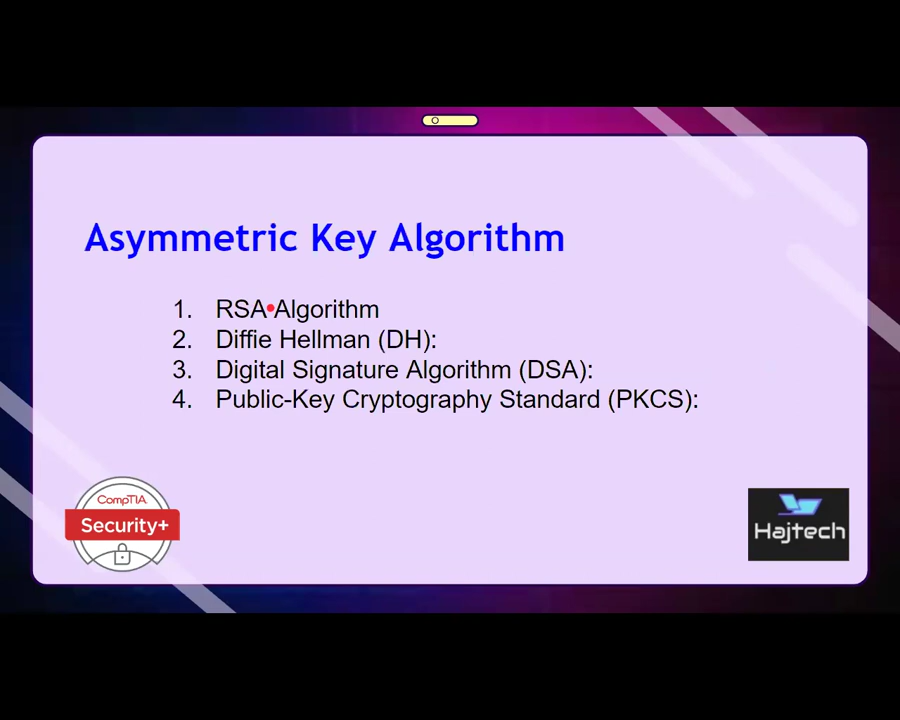 Asymmetric Key Algorithm
1. RSA Algorithm
2. Diffie Hellman (DH):
3. Digital Signature Algorithm (DSA):
4. Public-Key Cryptography Standard (PKCS):
CompTIA
Security+
Hajtech